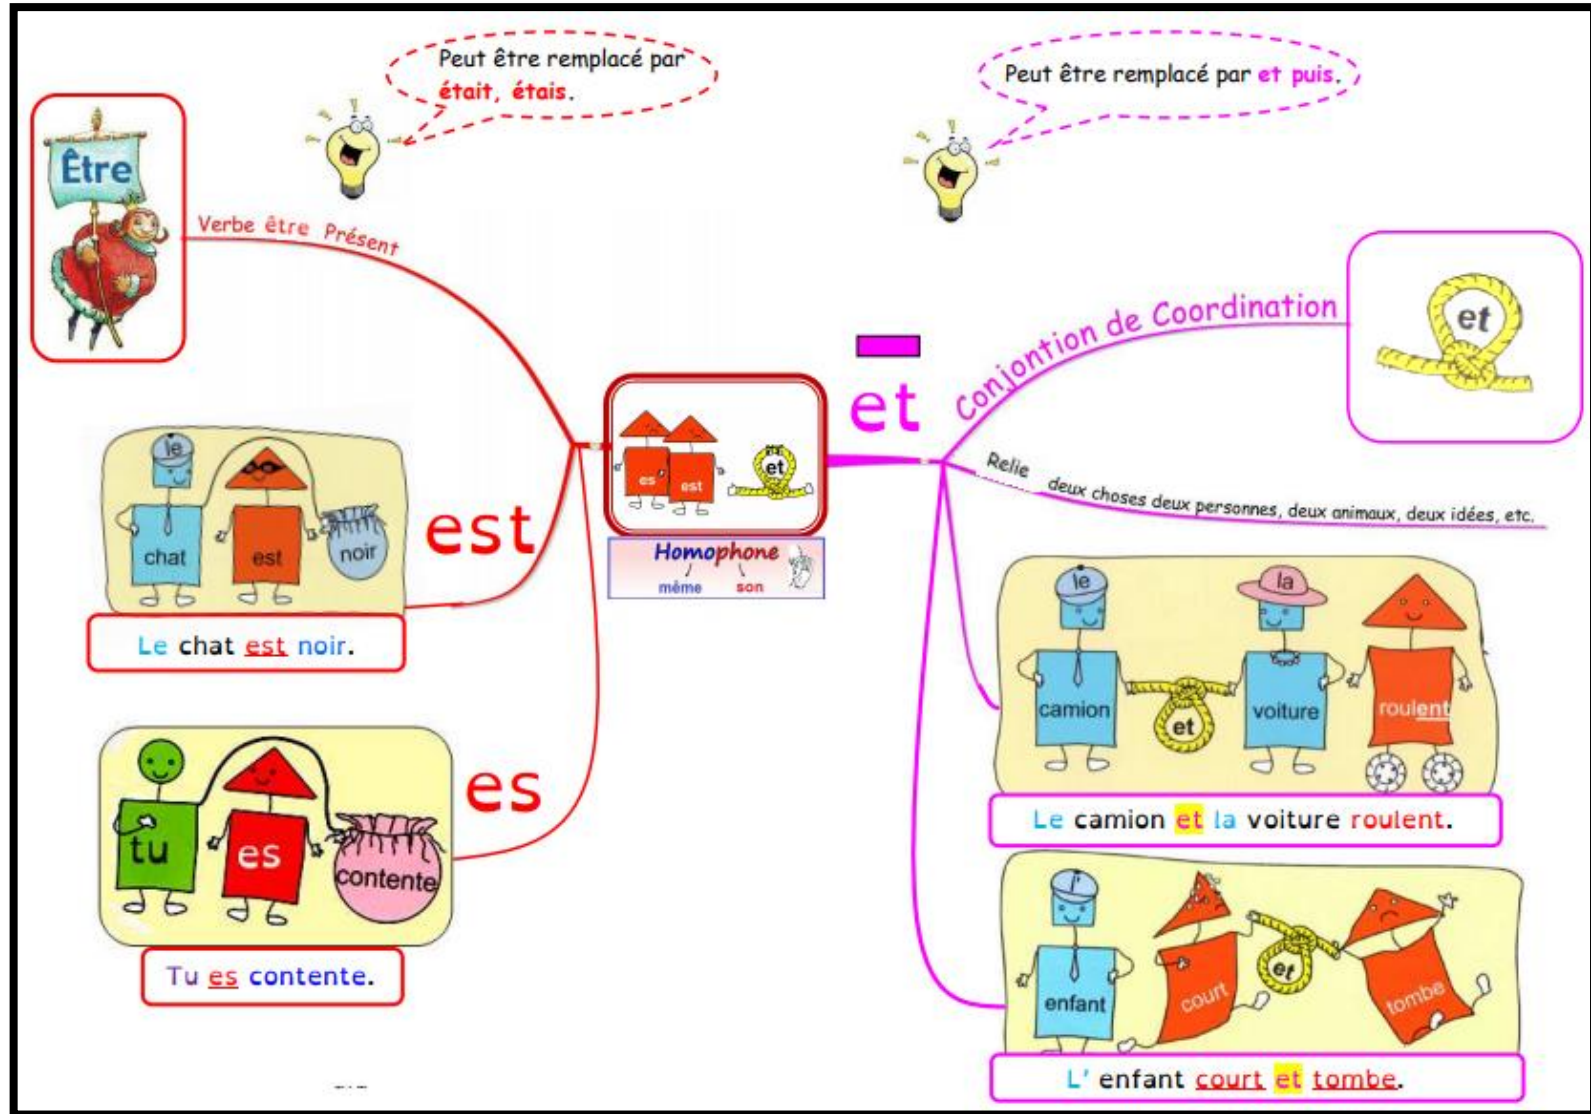 Peut être remplacé par
était, étais.
Être
Verbe être Présent
le
chat
est
noir
est
Le chat est noir.
tu
es
contente
es
Tu es contente.
es
est
et
Homophone
même son
et
Peut être remplacé par et puis.
Conjontion de Coordination
et
Relie deux choses deux personnes, deux animaux, deux idées, etc.
le
camion
et
la
voiture
roulent
Le camion et la voiture roulent.
l'
enfant
court
et
tombe
L' enfant court et tombe.